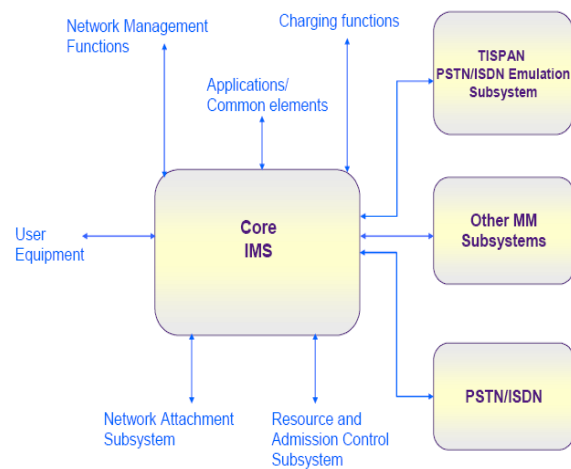 Network Management
Functions
Charging functions
Applications/
Common elements
TISPAN
PSTN/ISDN Emulation
Subsystem
User
Equipment
Core
IMS
Other MM
Subsystems
PSTN/ISDN
Network Attachment
Subsystem
Resource and
Admission Control
Subsystem